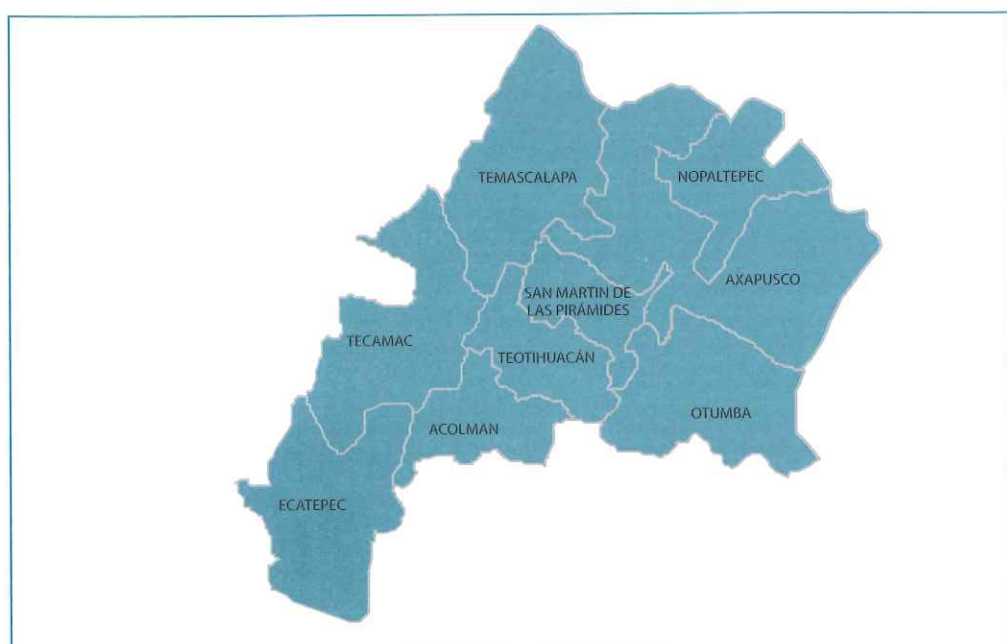 TEMASCALAPA
NOPALTEPEC
AXAPUSCO
SAN MARTIN DE
LAS PIRÁMIDES
TECAMAC
TEOTIHUACÁN
OTUMBA
ACOLMAN
ECATEPEC